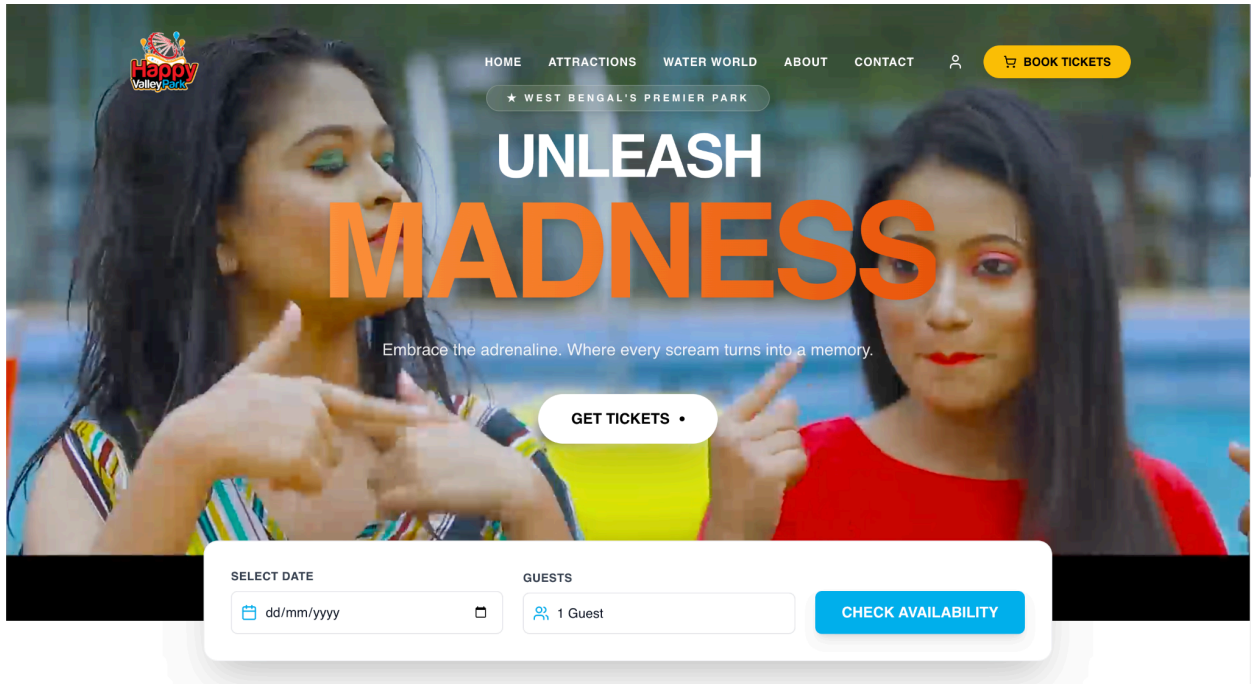 Happy
Valley Park
HOME ATTRACTIONS WATER WORLD ABOUT CONTACT BOOK TICKETS
★ WEST BENGAL'S PREMIER PARK
UNLEASH
MADNESS
Embrace the adrenaline. Where every scream turns into a memory.
GET TICKETS •
SELECT DATE
GUESTS
dd/mm/yyyy
1 Guest
CHECK AVAILABILITY